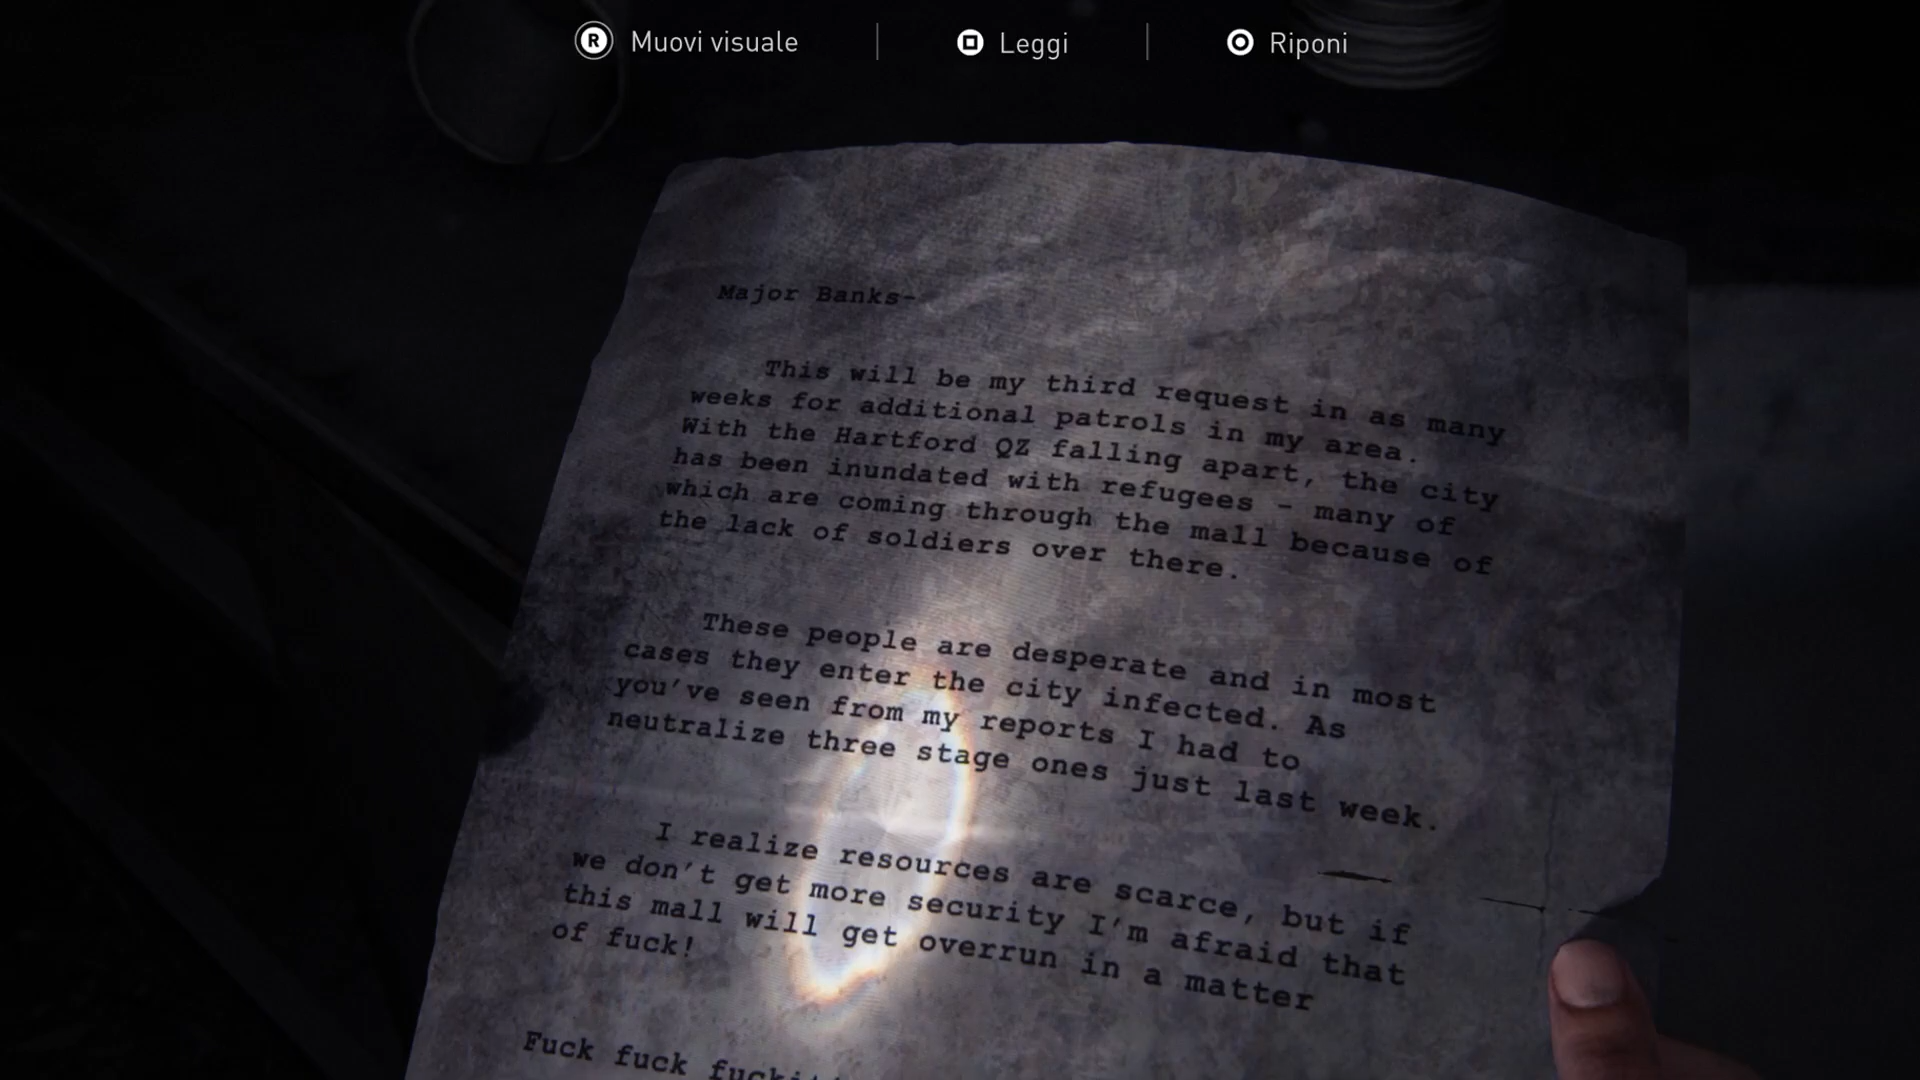 R Muovi visuale Leggi Riponi
Major Banks-
This will be my third request in as many
weeks for additional patrols in my area.
With the Hartford QZ falling apart, the city
has been inundated with refugees - many of
which are coming through the mall because of
the lack of soldiers over there.
These people are desperate and in most
cases they enter the city infected. As
you've seen from my reports I had to
neutralize three stage ones just last week.
I realize resources are scarce, but if
we don't get more security I'm afraid that
this mall will get overrun in a matter
of fuck!
Fuck fuck